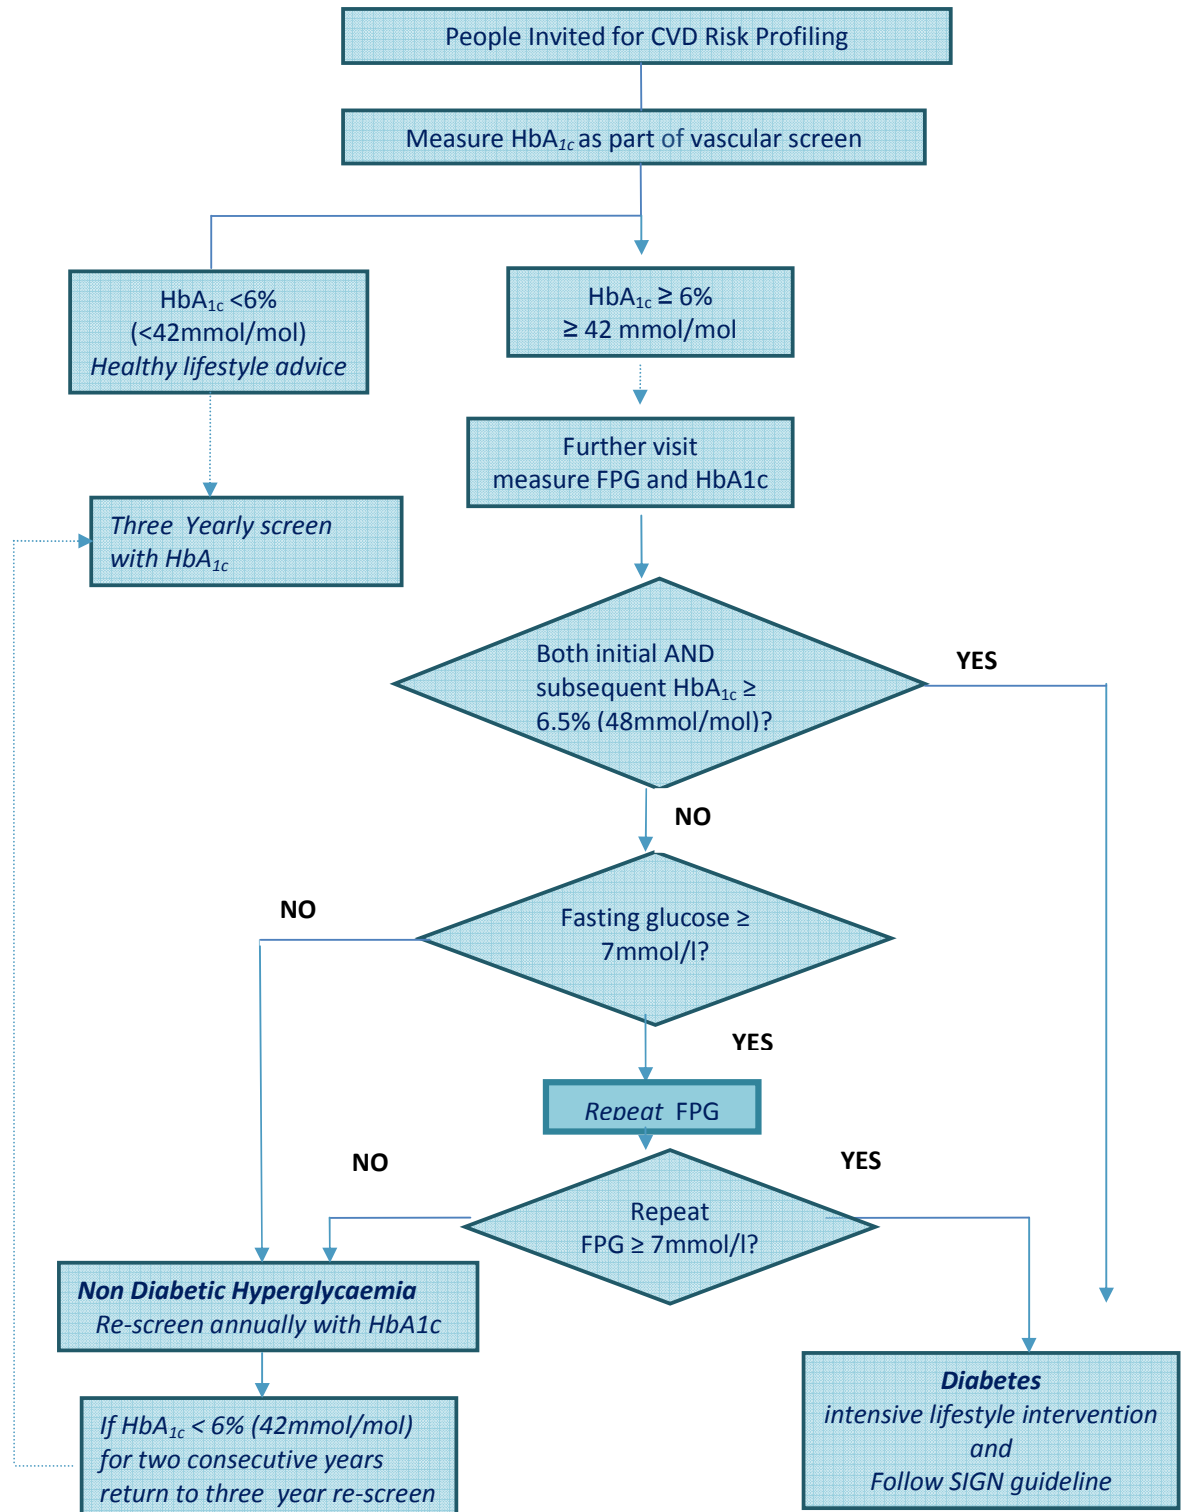 People Invited for CVD Risk Profiling
Measure HbA1c as part of vascular screen
HbA1c <6%
(<42mmol/mol)
Healthy lifestyle advice
HbA1c ≥ 6%
≥ 42 mmol/mol
Further visit
measure FPG and HbA1c
Three Yearly screen
with HbA1c
Both initial AND
subsequent HbA1c ≥
6.5% (48mmol/mol)?
YES
NO
Fasting glucose ≥
7mmol/l?
NO
YES
Repeat FPG
NO
YES
Repeat
FPG ≥ 7mmol/l?
Non Diabetic Hyperglycaemia
Re-screen annually with HbA1c
If HbA1c < 6% (42mmol/mol)
for two consecutive years
return to three year re-screen
Diabetes
intensive lifestyle intervention
and
Follow SIGN guideline